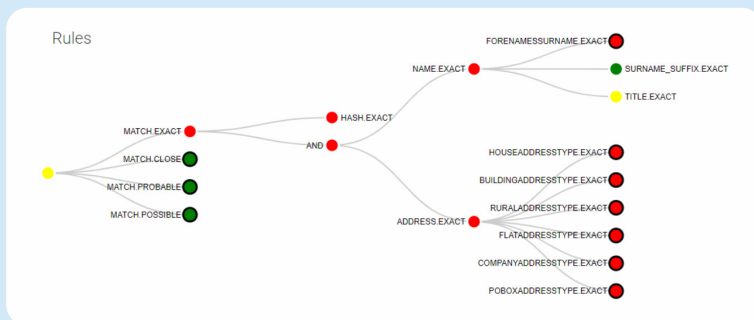 Rules
FORENAMESSURNAME.EXACT
NAME.EXACT
SURNAME_SUFFIX.EXACT
TITLE.EXACT
HASH.EXACT
MATCH.EXACT
AND
MATCH.CLOSE
MATCH.PROBABLE
MATCH.POSSIBLE
HOUSEADDRESSTYPE.EXACT
BUILDINGADDRESSTYPE.EXACT
RURALADDRESSTYPE.EXACT
ADDRESS.EXACT
FLATADDRESSTYPE.EXACT
COMPANYADDRESSTYPE.EXACT
POBOXADDRESSTYPE.EXACT